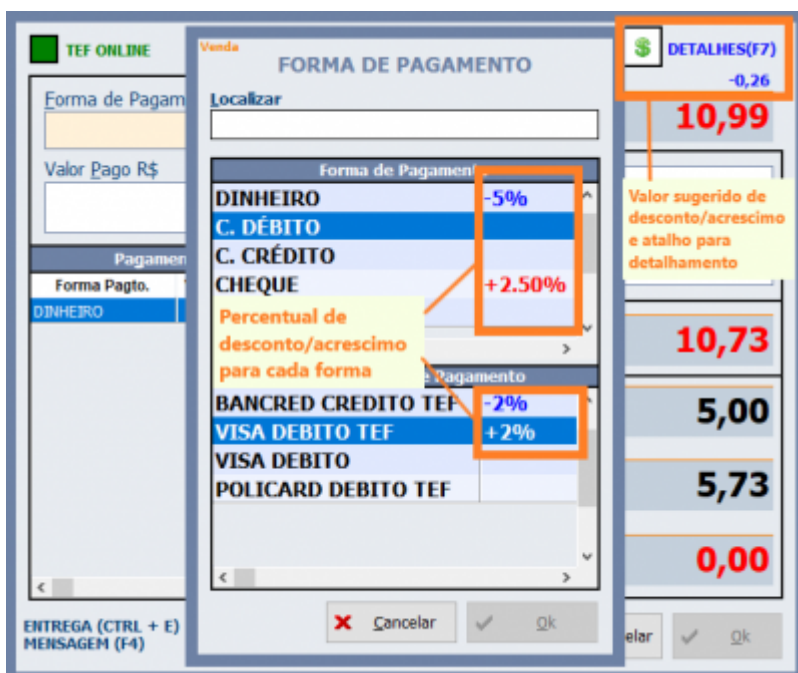 TEF ONLINE
Venda
FORMA DE PAGAMENTO
DETALHES(F7)
-0,26
Forma de Pagam
Localizar
10,99
Valor Pago R$
Forma de Pagament
DINHEIRO -5%
C. DÉBITO
C. CRÉDITO
CHEQUE +2.50%
Valor sugerido de
desconto/acrescimo
e atalho para
detalhamento
Pagamen
Forma Pagto.
DINHEIRO
Percentual de
desconto/acrescimo
para cada forma
10,73
e Pagamento
BANCRED CREDITO TEF -2%
VISA DEBITO TEF +2%
VISA DEBITO
POLICARD DEBITO TEF
5,00
5,73
0,00
ENTREGA (CTRL + E)
MENSAGEM (F4)
Cancelar
Ok
elar
Ok